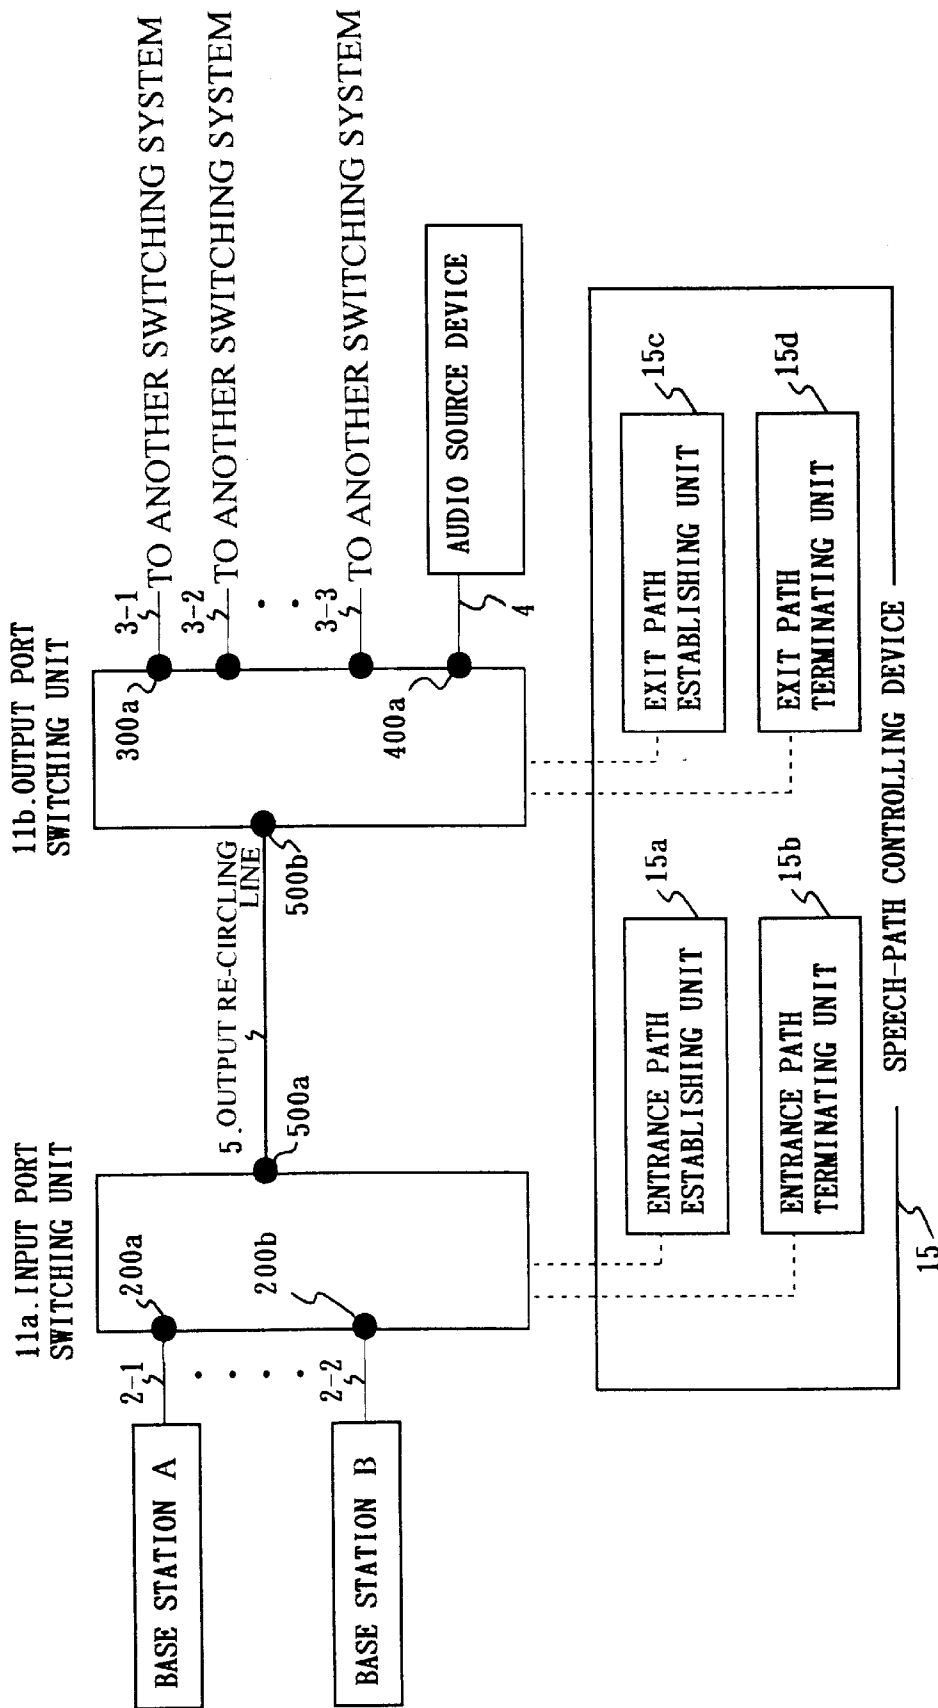 11a.INPUT PORT
SWITCHING UNIT
11b.OUTPUT PORT
SWITCHING UNIT
BASE STATION A
2-1
200a
BASE STATION B
2-2
200b
5.OUTPUT RE-CIRCLING
LINE
500a
500b
300a
3-1
TO ANOTHER SWITCHING SYSTEM
3-2
TO ANOTHER SWITCHING SYSTEM
3-3
TO ANOTHER SWITCHING SYSTEM
400a
4
AUDIO SOURCE DEVICE
ENTRANCE PATH
ESTABLISHING UNIT
15a
EXIT PATH
ESTABLISHING UNIT
15c
ENTRANCE PATH
TERMINATING UNIT
15b
EXIT PATH
TERMINATING UNIT
15d
15
SPEECH-PATH CONTROLLING DEVICE